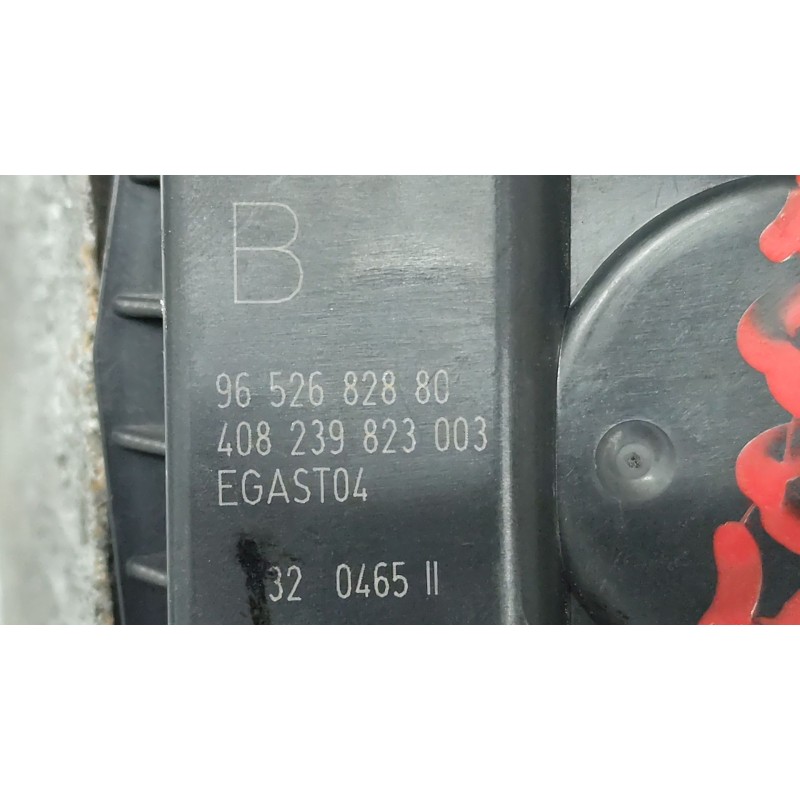 B
96 526 828 80
408 239 823 003
EGAST04
32 0465 II